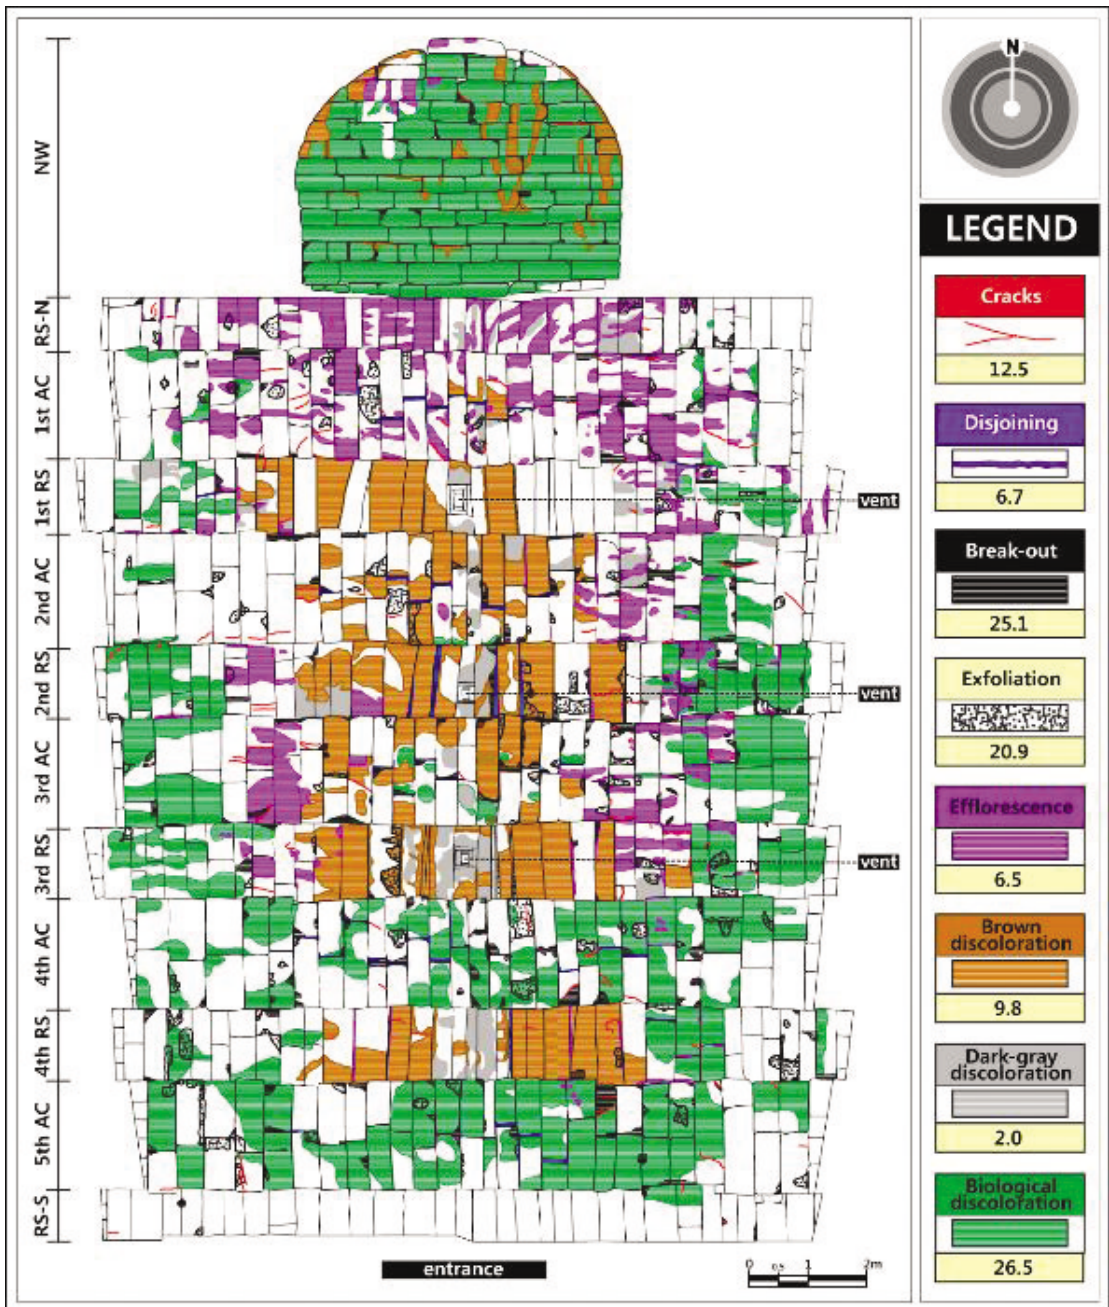 NW
RS-N
1st AC
1st RS
2nd AC
2nd RS
3rd AC
3rd RS
4th AC
4th RS
5th AC
RS-S
vent
vent
vent
entrance
0 0.5 1 2m
N
LEGEND
Cracks
12.5
Disjoining
6.7
Break-out
25.1
Exfoliation
20.9
Efflorescence
6.5
Brown
discoloration
9.8
Dark-gray
discoloration
2.0
Biological
discoloration
26.5